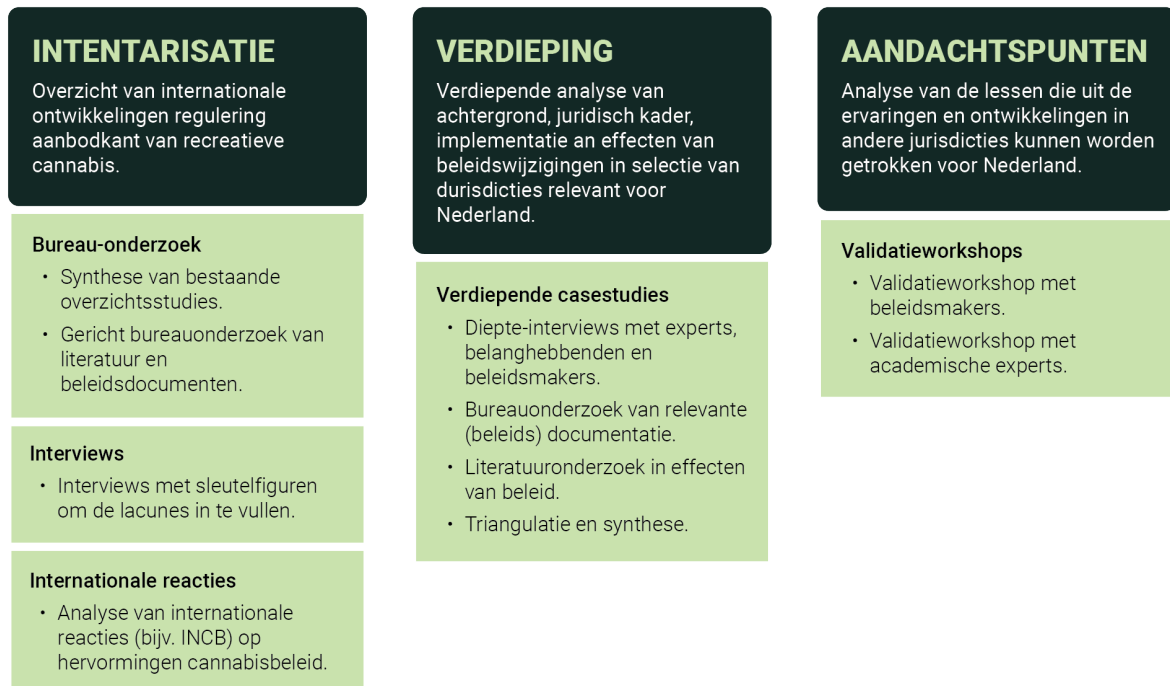 INTENTARISATIE
Overzicht van internationale
ontwikkelingen regulering
aanbodkant van recreatieve
cannabis.
Bureau-onderzoek
• Synthese van bestaande
overzichtsstudies.
• Gericht bureauonderzoek van
literatuur en
beleidsdocumenten.
Interviews
• Interviews met sleutelfiguren
om de lacunes in te vullen.
Internationale reacties
• Analyse van internationale
reacties (bijv. INCB) op
hervormingen cannabisbeleid.
VERDIEPING
Verdiepende analyse van
achtergrond, juridisch kader,
implementatie an effecten van
beleidswijzigingen in selectie van
durisdicties relevant voor
Nederland.
Verdiepende casestudies
• Diepte-interviews met experts,
belanghebbenden en
beleidsmakers.
• Bureauonderzoek van relevante
(beleids) documentatie.
• Literatuuronderzoek in effecten
van beleid.
• Triangulatie en synthese.
AANDACHTSPUNTEN
Analyse van de lessen die uit de
ervaringen en ontwikkelingen in
andere jurisdicties kunnen worden
getrokken voor Nederland.
Validatieworkshops
• Validatieworkshop met
beleidsmakers.
• Validatieworkshop met
academische experts.